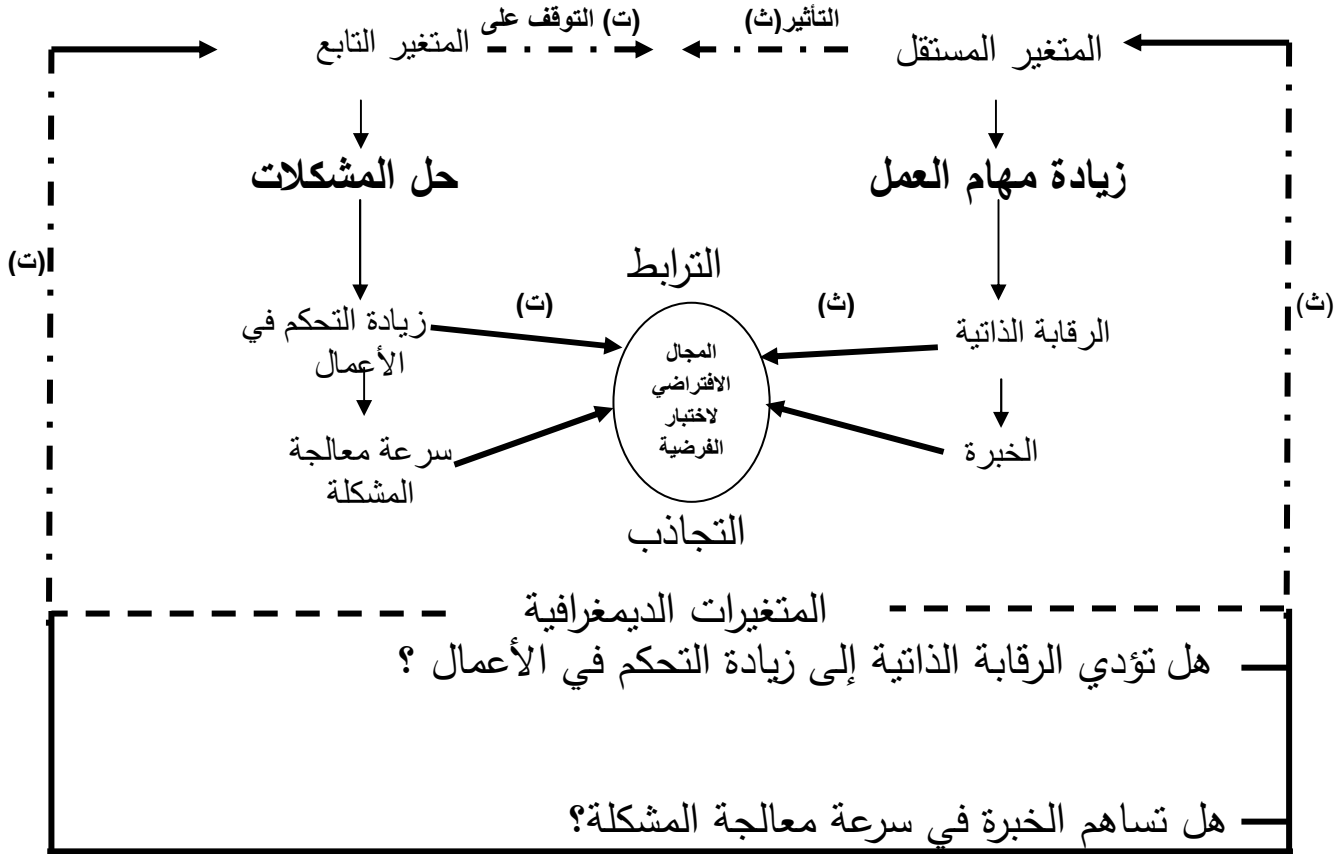 التأثير(ث)
(ت) التوقف على
المتغير المستقل
المتغير التابع
زيادة مهام العمل
حل المشكلات
الترابط
(ث)
(ت)
(ث)
(ت)
الرقابة الذاتية
زيادة التحكم في
الأعمال
المجال
الافتراضي
لاختبار
الفرضية
الخبرة
سرعة معالجة
المشكلة
التجاذب
المتغيرات الديمغرافية
هل تؤدي الرقابة الذاتية إلى زيادة التحكم في الأعمال ؟
هل تساهم الخبرة في سرعة معالجة المشكلة؟